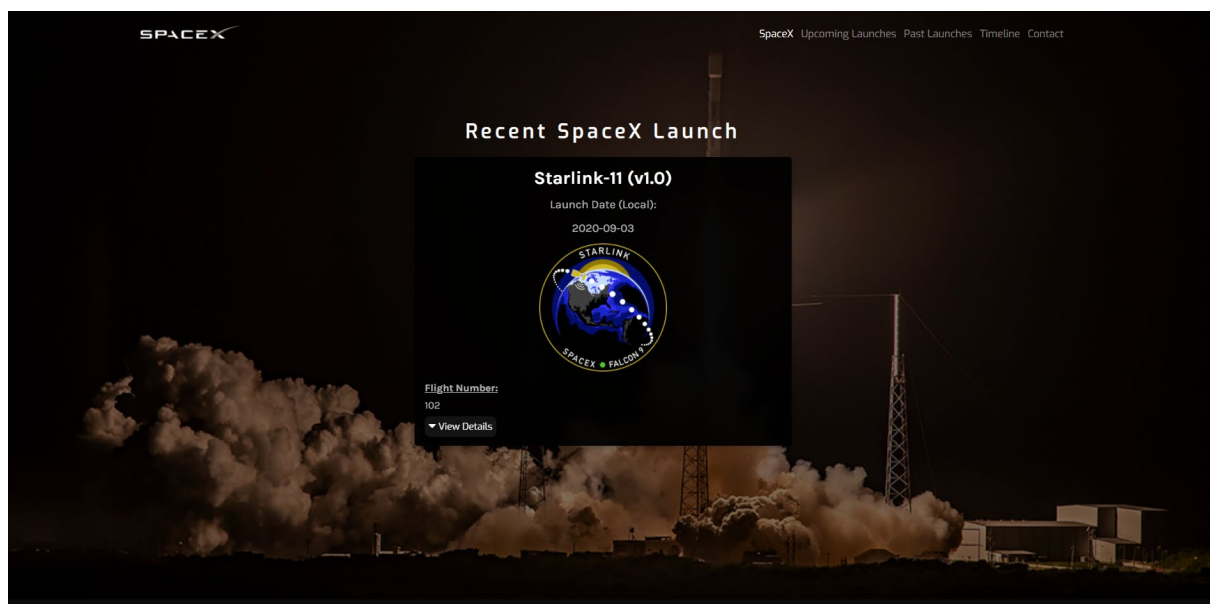 SPACEX
SpaceX Upcoming Launches Past Launches Timeline Contact
Recent SpaceX Launch
Starlink-11 (v1.0)
Launch Date (Local):
2020-09-03
STARLINK
SPACEX FALCON 9
Flight Number:
102
View Details